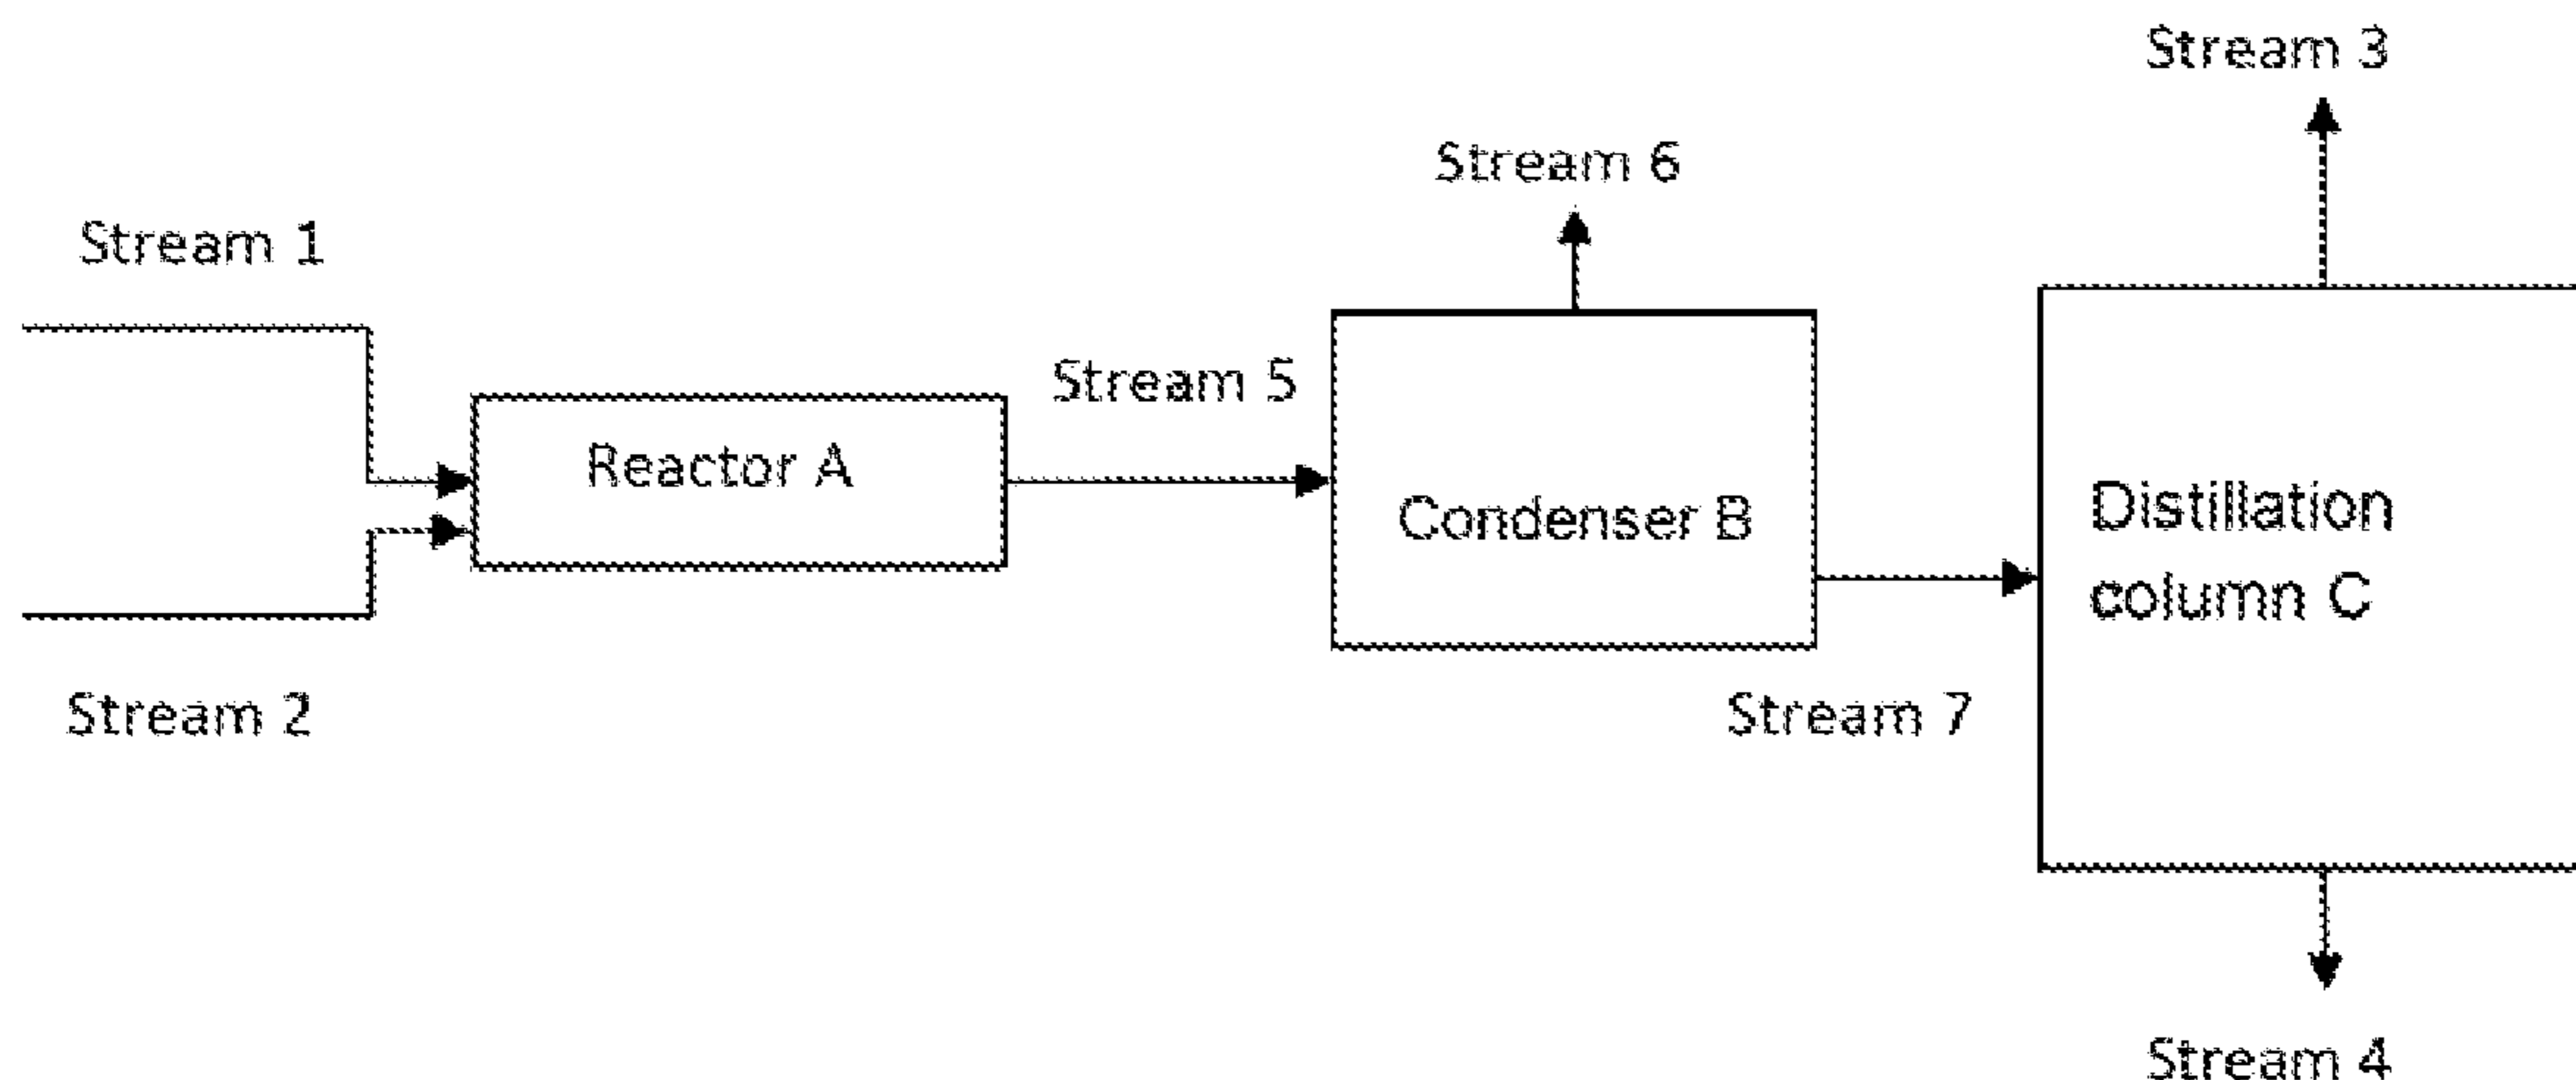 Stream 3
Stream 6
Stream 1
Stream 5
Reactor A
Condenser B
Distillation
column C
Stream 2
Stream 7
Stream 4